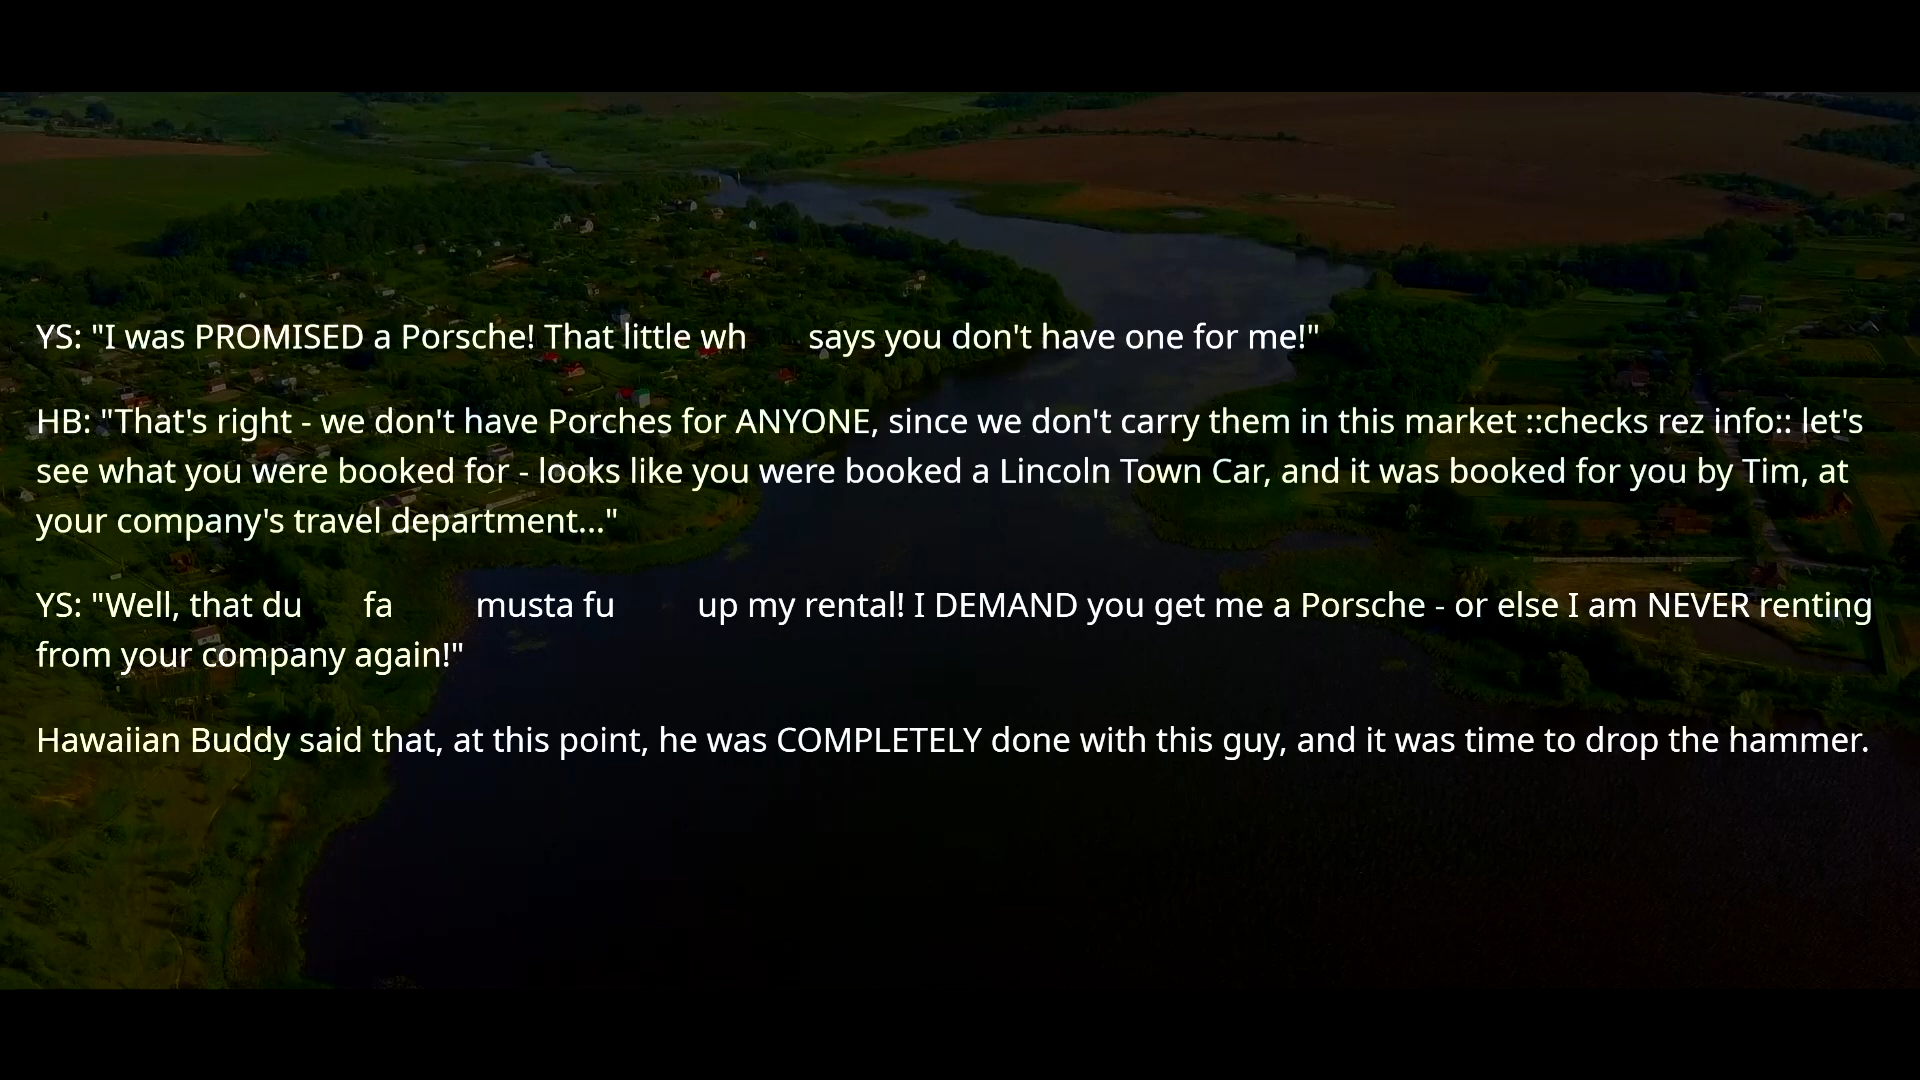 YS: "I was PROMISED a Porsche! That little wh says you don't have one for me!"
HB: "That's right - we don't have Porches for ANYONE, since we don't carry them in this market ::checks rez info:: let's
see what you were booked for - looks like you were booked a Lincoln Town Car, and it was booked for you by Tim, at
your company's travel department..."
YS: "Well, that du fa musta fu up my rental! I DEMAND you get me a Porsche - or else I am NEVER renting
from your company again!"
Hawaiian Buddy said that, at this point, he was COMPLETELY done with this guy, and it was time to drop the hammer.